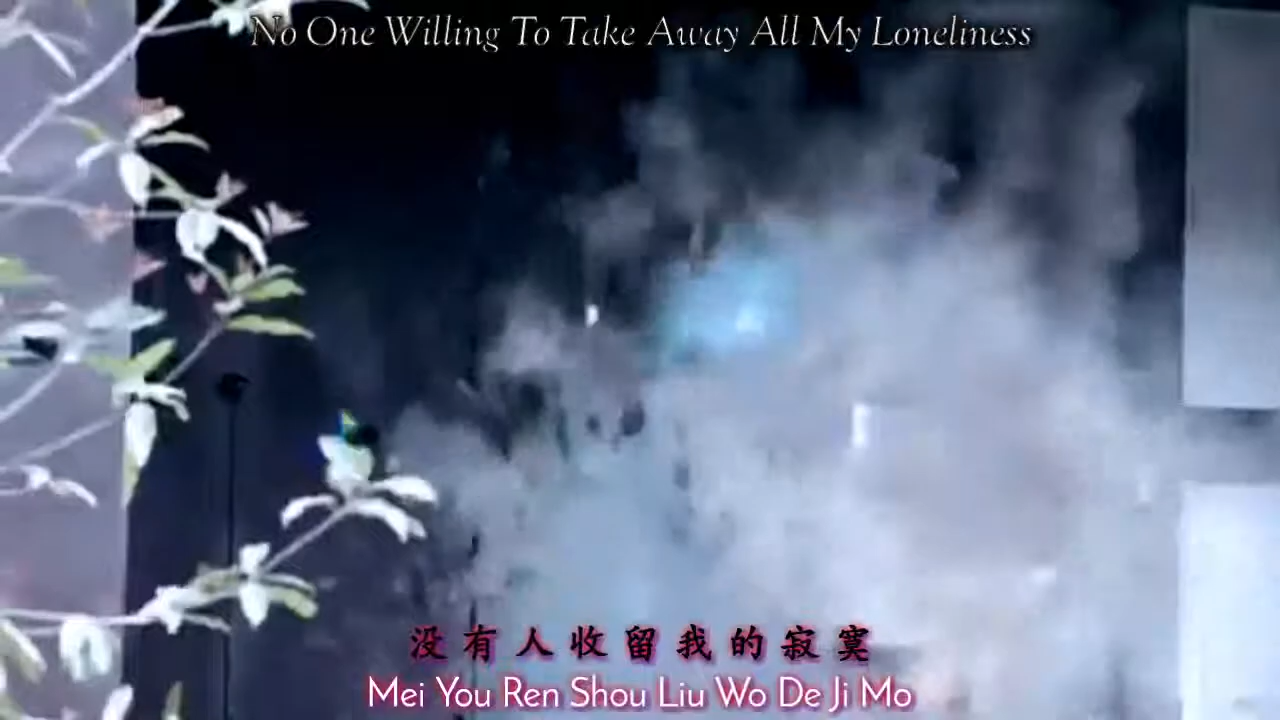 No One Willing To Take Away All My Loneliness
没有人收留我的寂寞
Mei You Ren Shou Liu Wo De Ji Mo